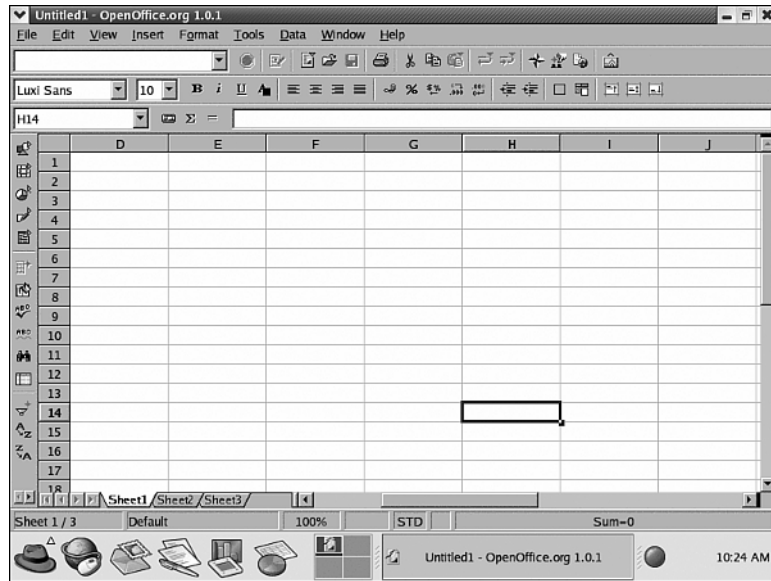 Untitled1 - OpenOffice.org 1.0.1
File Edit View Insert Format Tools Data Window Help
Luxi Sans 10 B i U A
H14 Σ =
D E F G H I J
1
2
3
4
5
6
7
8
9
10
11
12
13
14
15
16
17
18
Sheet1 Sheet2 Sheet3
Sheet 1 / 3 Default 100% STD Sum=0
Untitled1 - OpenOffice.org 1.0.1 10:24 AM